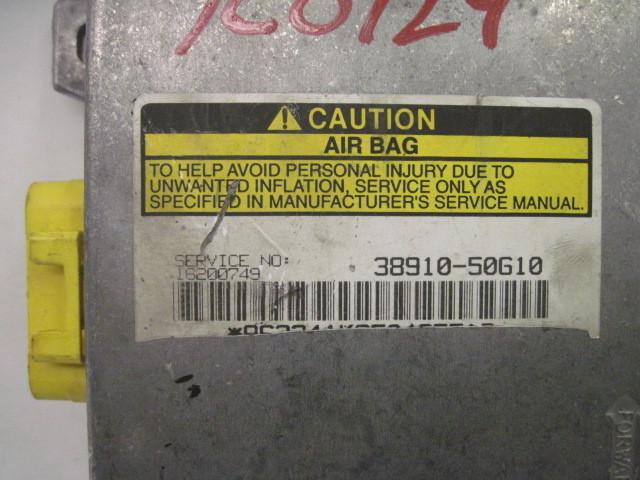 CAUTION
AIR BAG
TO HELP AVOID PERSONAL INJURY DUE TO
UNWANTED INFLATION, SERVICE ONLY AS
SPECIFIED IN MANUFACTURER'S SERVICE MANUAL.
SERVICE NO:
16200749
38910-50G10